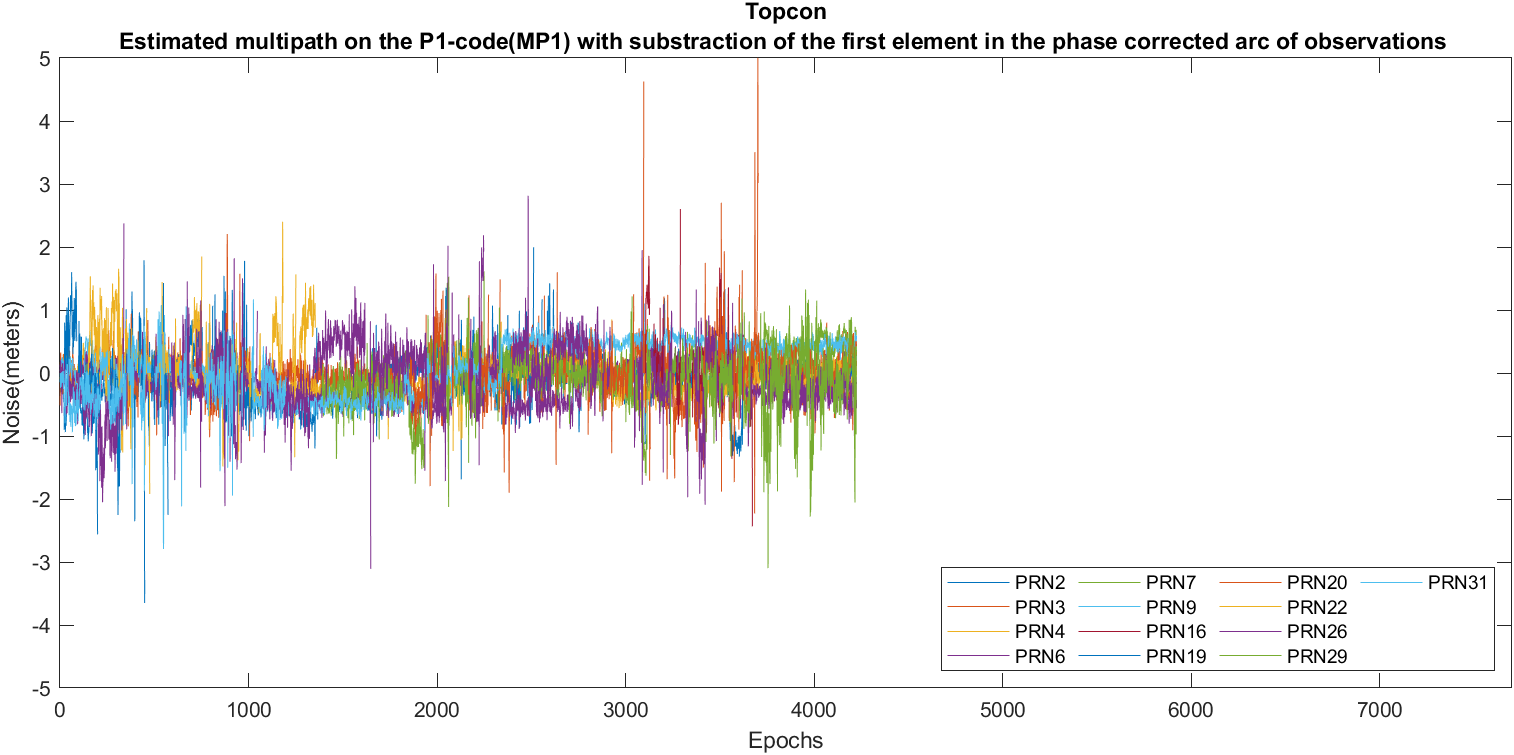 Topcon
Estimated multipath on the P1-code(MP1) with substraction of the first element in the phase corrected arc of observations
5
4
3
2
1
0
-1
-2
-3
-4
-5
Noise(meters)
0 1000 2000 3000 4000 5000 6000 7000
Epochs
PRN2 PRN7 PRN20 PRN31
PRN3 PRN9 PRN22
PRN4 PRN16 PRN26
PRN6 PRN19 PRN29